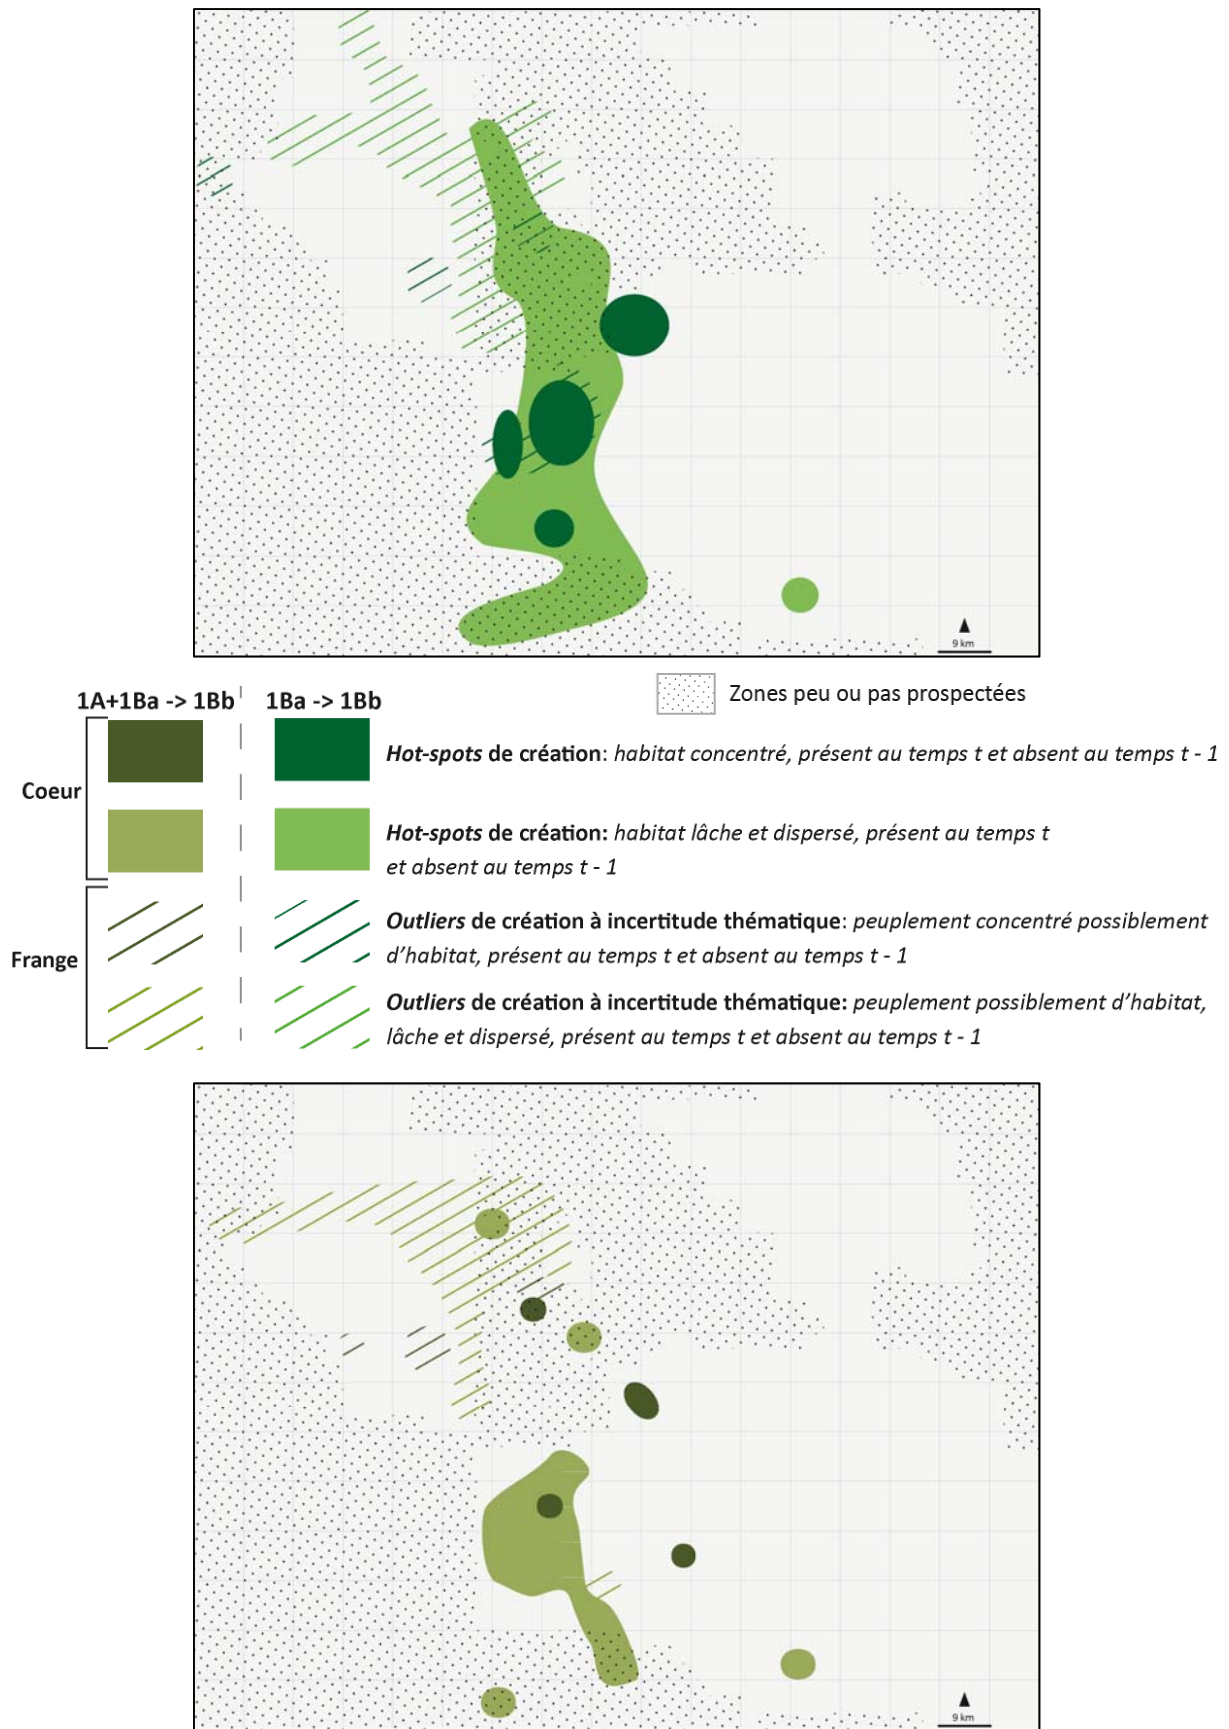 9 km
1A+1Ba -> 1Bb
1Ba -> 1Bb
Zones peu ou pas prospectées
Coeur
Hot-spots de création: habitat concentré, présent au temps t et absent au temps t - 1
Hot-spots de création: habitat lâche et dispersé, présent au temps t
et absent au temps t - 1
Frange
Outliers de création à incertitude thématique: peuplement concentré possiblement
d'habitat, présent au temps t et absent au temps t - 1
Outliers de création à incertitude thématique: peuplement possiblement d'habitat,
lâche et dispersé, présent au temps t et absent au temps t - 1
9 km